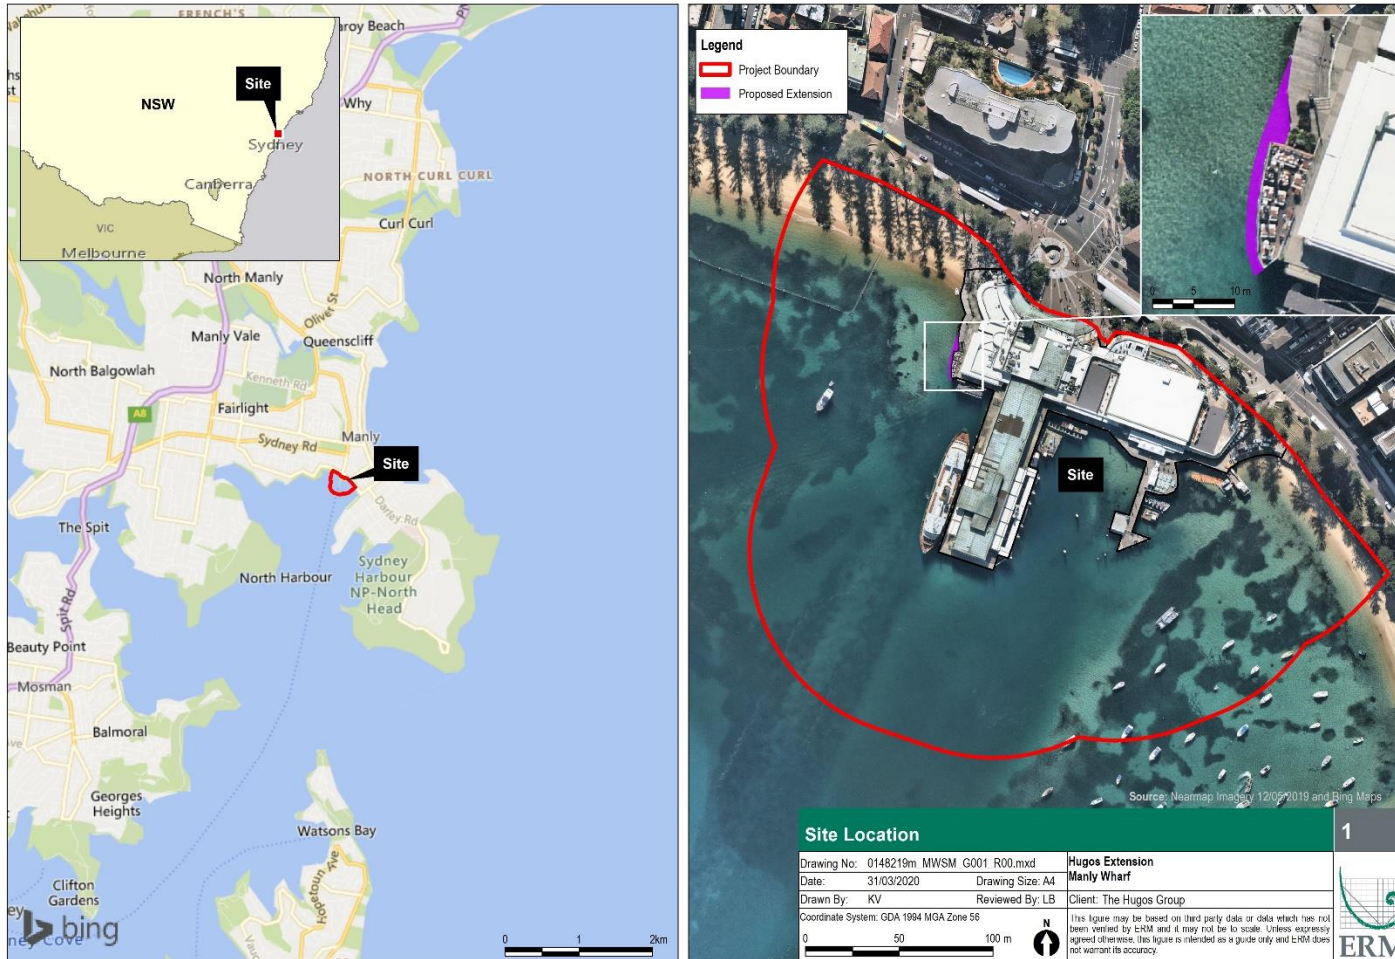 FRENCH'S
aroy Beach
Site
NSW
Why
Sydney
Canberra
NORTH CURL CURL
VIC
Curl Curl
Melbourne
North Manly
Olivet St
Manly Vale
Queenscliff
North Balgowlah
Kenneth Rd
Fairlight
A8
Sydney Rd
Manly
Site
Darley Rd
The Spit
Sydney
Harbour
NP-North
Head
North Harbour
Spit Rd
Beauty Point
Mosman
Balmoral
Georges
Heights
Watsons Bay
Hopetoun Ave
Clifton
Gardens
ney Cove
bing
0 1 2km
Legend
Project Boundary
Proposed Extension
0 5 10 m
Site
Source: Nearmap Imagery 12/05/2019 and Bing Maps
Site Location
1
Drawing No: 0148219m_MWSM_G001_R00.mxd
Hugos Extension
Manly Wharf
Date: 31/03/2020 Drawing Size: A4
Drawn By: KV Reviewed By: LB
Client: The Hugos Group
Coordinate System: GDA 1994 MGA Zone 56
N
0 50 100 m
This figure may be based on third party data or data which has not
been verified by ERM and it may not be to scale. Unless expressly
agreed otherwise, this figure is intended as a guide only and ERM does
not warrant its accuracy.
ERM